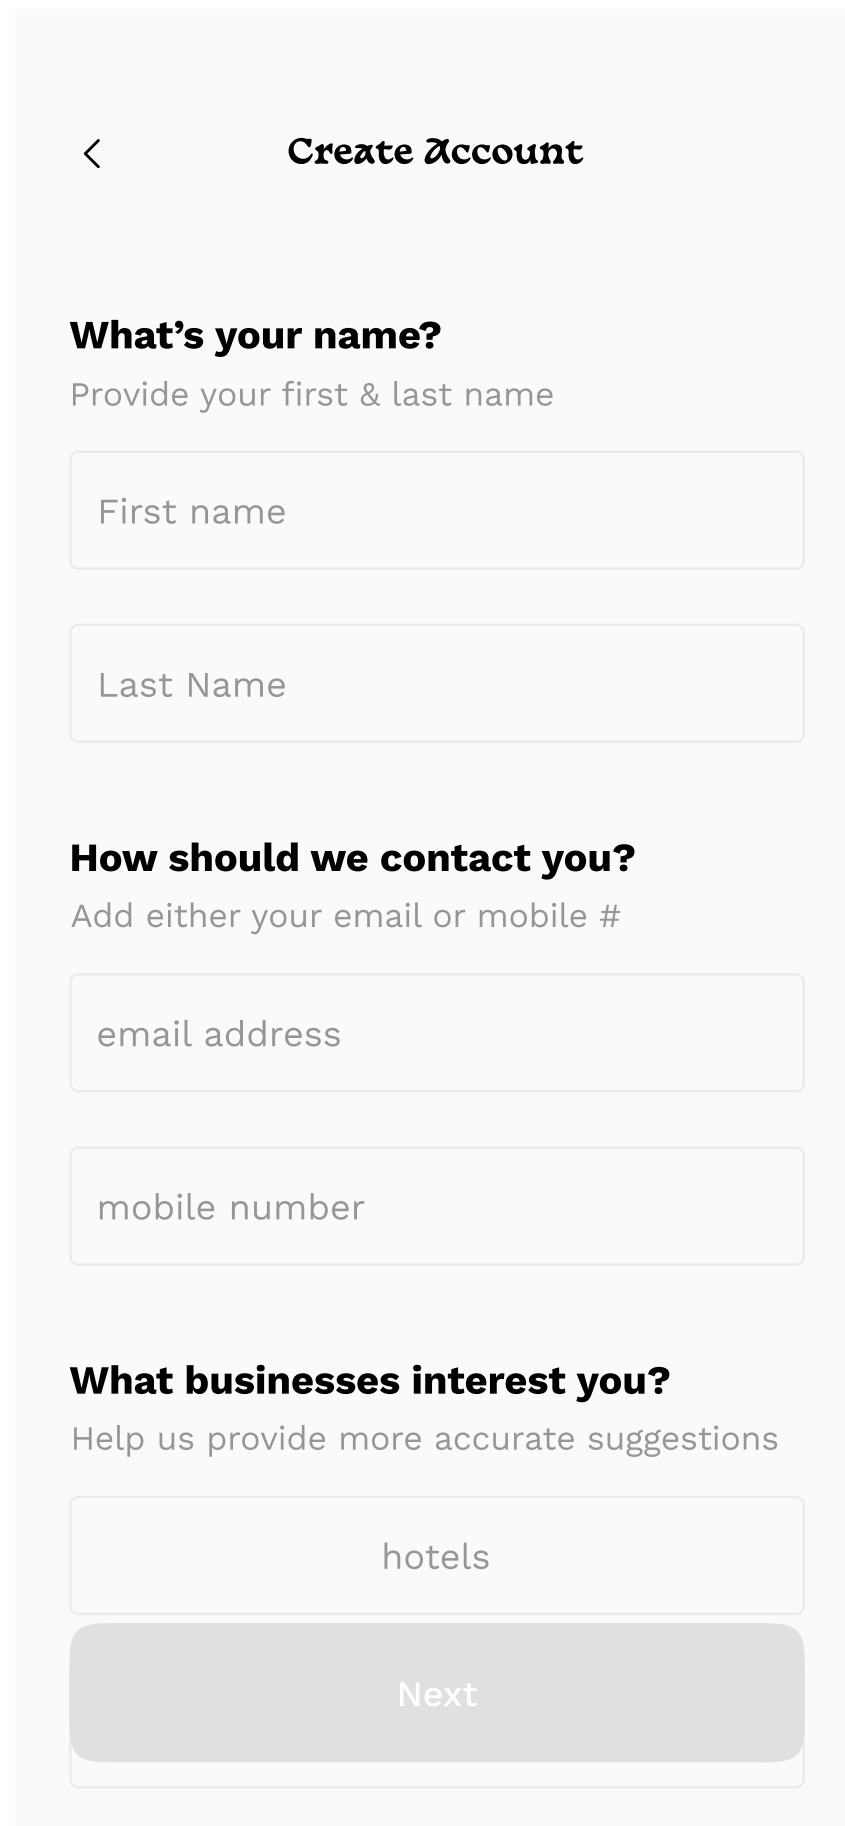 Create Account
What’s your name?
Provide your first & last name
First name
Last Name
How should we contact you?
Add either your email or mobile #
email address
mobile number
What businesses interest you?
Help us provide more accurate suggestions
hotels
Next